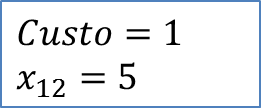 Custo = 1
x₁₂ = 5